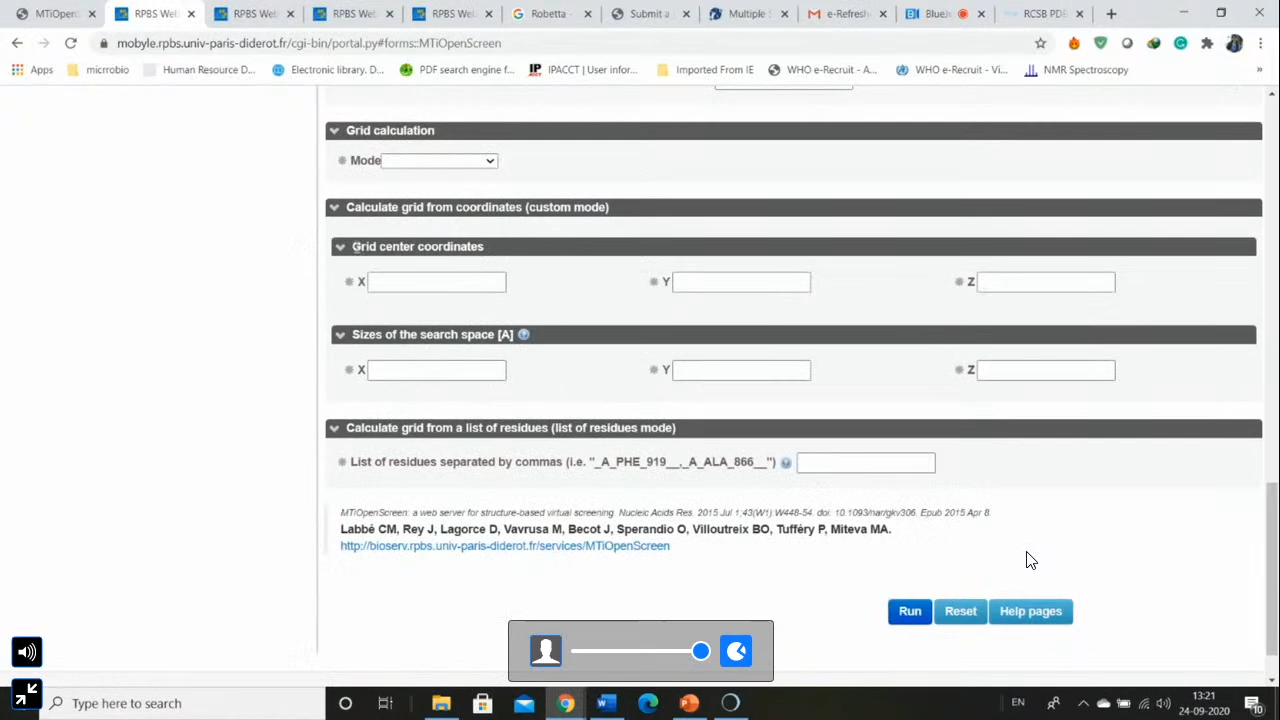 MTiOpen
RPBS We
RPBS Web
RPBS Web
RPBS Web
Robetta
Submit a
Multiple S
e-Refresh
BlueJ
RCSB PDB
mobyle.rpbs.univ-paris-diderot.fr/cgi-bin/portal.py#forms::MTiOpenScreen
Apps
micrrobio
Human Resource D...
Electronic library. D...
PDF search engine f...
IPACCT | User infor...
Imported From IE
WHO e-Recruit - A...
WHO e-Recruit - Vi...
NMR Spectroscopy
»
Grid calculation
Mode
Calculate grid from coordinates (custom mode)
Grid center coordinates
X Y Z
Sizes of the search space [A]
X Y Z
Calculate grid from a list of residues (list of residues mode)
List of residues separated by commas (i.e. "_A_PHE_919__,_A_ALA_866__")
MTiOpenScreen: a web server for structure-based virtual screening. Nucleic Acids Res. 2015 Jul 1;43(W1):W448-54. doi: 10.1093/nar/gkv306. Epub 2015 Apr 8.
Labbé CM, Rey J, Lagorce D, Vavrusa M, Becot J, Sperandio O, Villoutreix BO, Tufféry P, Miteva MA.
http://bioserv.rpbs.univ-paris-diderot.fr/services/MTiOpenScreen
Run Reset Help pages
Type here to search
EN
13:21
24-09-2020
10